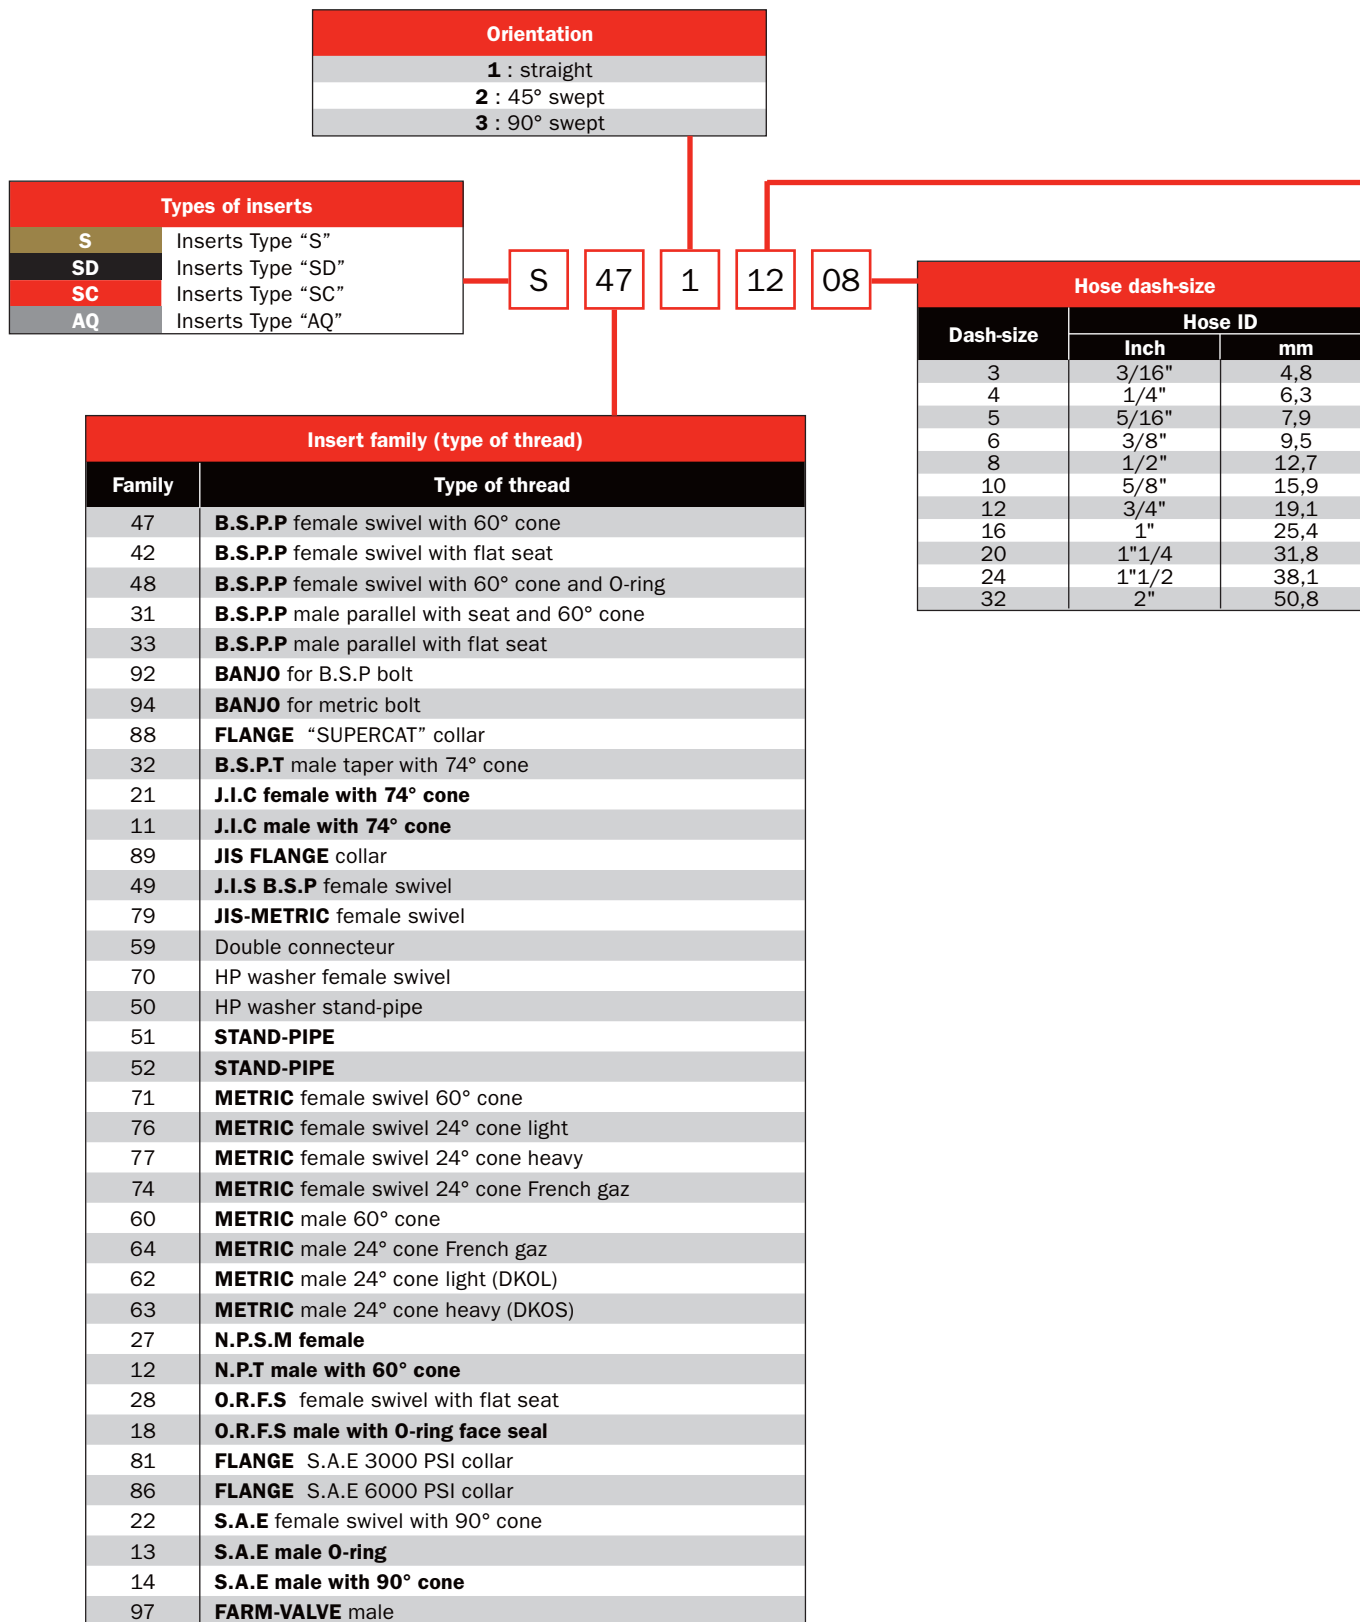 Orientation
1 : straight
2 : 45° swept
3 : 90° swept
Types of inserts
S Inserts Type “S”
SD Inserts Type “SD”
SC Inserts Type “SC”
AQ Inserts Type “AQ”
S 47 1 12 08
Hose dash-size
Dash-size Hose ID
Inch mm
3 3/16" 4,8
4 1/4" 6,3
5 5/16" 7,9
6 3/8" 9,5
8 1/2" 12,7
10 5/8" 15,9
12 3/4" 19,1
16 1" 25,4
20 1"1/4 31,8
24 1"1/2 38,1
32 2" 50,8
Insert family (type of thread)
Family Type of thread
47 B.S.P.P female swivel with 60° cone
42 B.S.P.P female swivel with flat seat
48 B.S.P.P female swivel with 60° cone and O-ring
31 B.S.P.P male parallel with seat and 60° cone
33 B.S.P.P male parallel with flat seat
92 BANJO for B.S.P bolt
94 BANJO for metric bolt
88 FLANGE “SUPERCAT” collar
32 B.S.P.T male taper with 74° cone
21 J.I.C female with 74° cone
11 J.I.C male with 74° cone
89 JIS FLANGE collar
49 J.I.S B.S.P female swivel
79 JIS-METRIC female swivel
59 Double connecteur
70 HP washer female swivel
50 HP washer stand-pipe
51 STAND-PIPE
52 STAND-PIPE
71 METRIC female swivel 60° cone
76 METRIC female swivel 24° cone light
77 METRIC female swivel 24° cone heavy
74 METRIC female swivel 24° cone French gaz
60 METRIC male 60° cone
64 METRIC male 24° cone French gaz
62 METRIC male 24° cone light (DKOL)
63 METRIC male 24° cone heavy (DKOS)
27 N.P.S.M female
12 N.P.T male with 60° cone
28 O.R.F.S female swivel with flat seat
18 O.R.F.S male with O-ring face seal
81 FLANGE S.A.E 3000 PSI collar
86 FLANGE S.A.E 6000 PSI collar
22 S.A.E female swivel with 90° cone
13 S.A.E male O-ring
14 S.A.E male with 90° cone
97 FARM-VALVE male